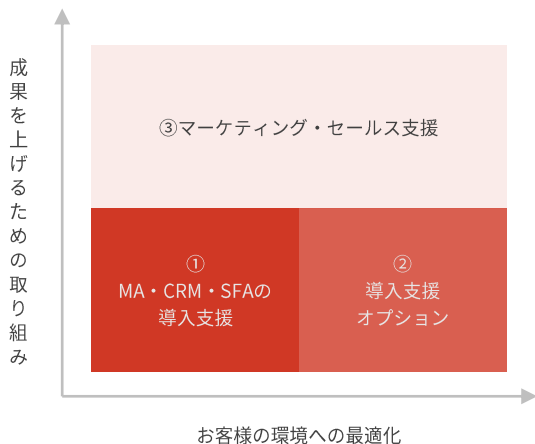 成果を上げるための取り組み
③マーケティング・セールス支援
①
MA・CRM・SFAの
導入支援
②
導入支援
オプション
お客様の環境への最適化